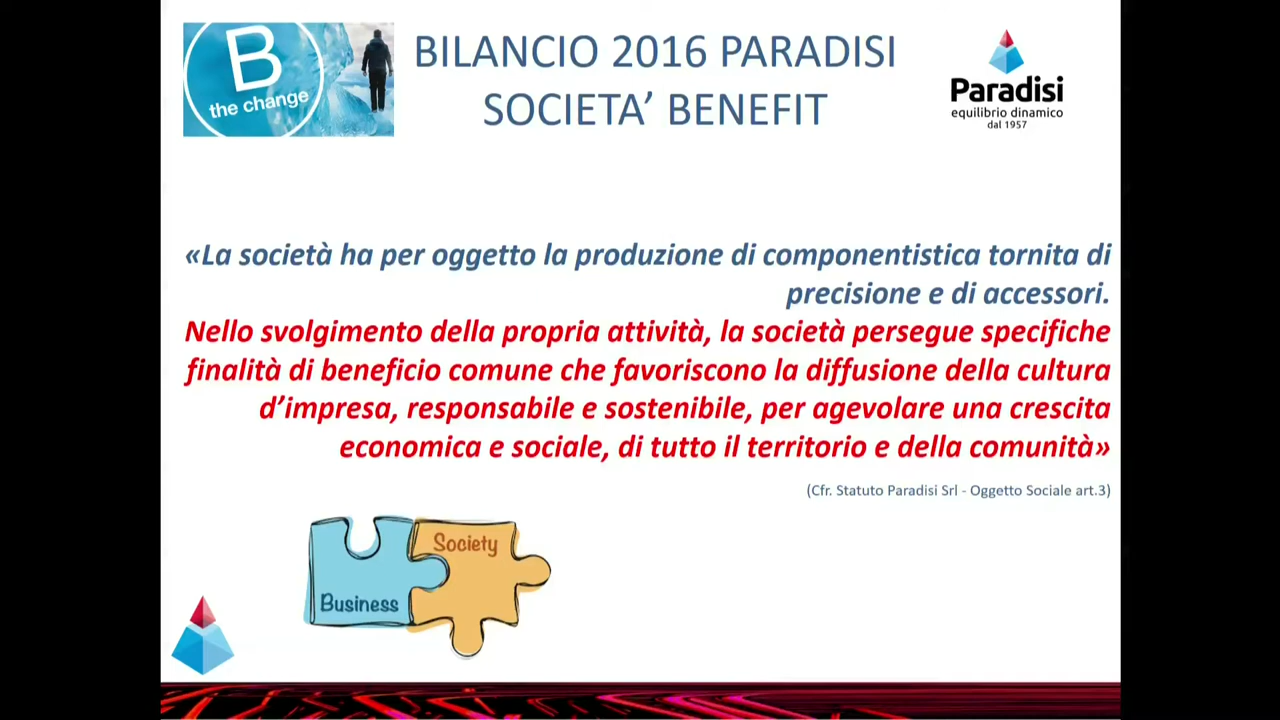 B
the change
BILANCIO 2016 PARADISI
SOCIETA’ BENEFIT
Paradisi
equilibrio dinamico
dal 1957
«La società ha per oggetto la produzione di componentistica tornita di
precisione e di accessori.
Nello svolgimento della propria attività, la società persegue specifiche
finalità di beneficio comune che favoriscono la diffusione della cultura
d’impresa, responsabile e sostenibile, per agevolare una crescita
economica e sociale, di tutto il territorio e della comunità»
(Cfr. Statuto Paradisi Srl - Oggetto Sociale art.3)
Society
Business